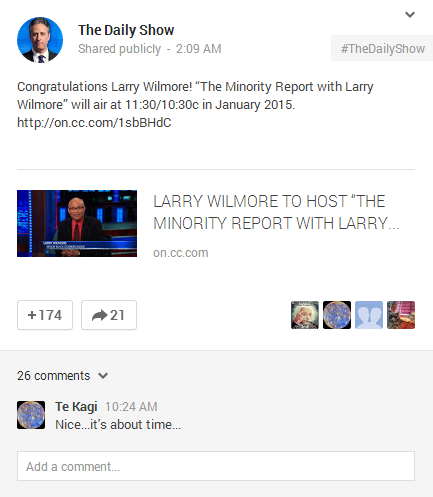 The Daily Show
Shared publicly - 2:09 AM
#TheDailyShow
Congratulations Larry Wilmore! “The Minority Report with Larry
Wilmore” will air at 11:30/10:30c in January 2015.
http://on.cc.com/1sbBHdC
LARRY WILMORE
SENIOR BLACK CORRESPONDENT
LARRY WILMORE TO HOST “THE
MINORITY REPORT WITH LARRY...
on.cc.com
+174
21
26 comments
Te Kagi 10:24 AM
Nice...it's about time...
Add a comment...